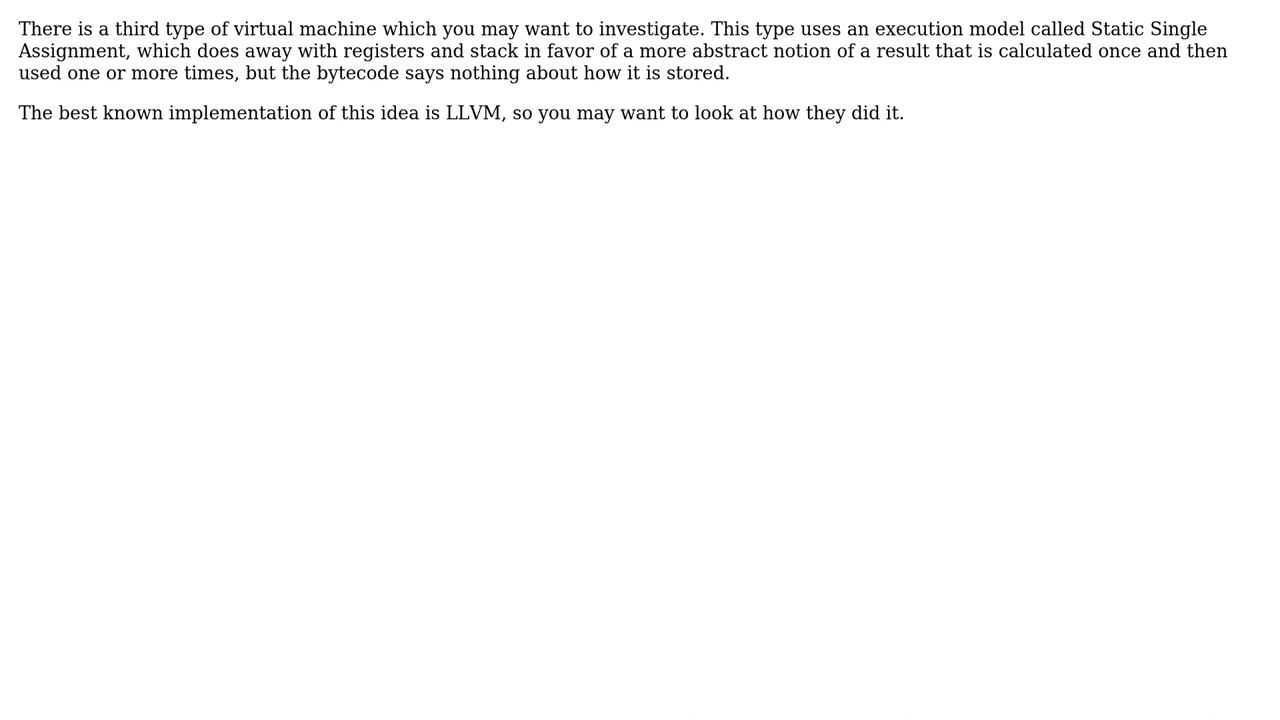 There is a third type of virtual machine which you may want to investigate. This type uses an execution model called Static Single
Assignment, which does away with registers and stack in favor of a more abstract notion of a result that is calculated once and then
used one or more times, but the bytecode says nothing about how it is stored.
The best known implementation of this idea is LLVM, so you may want to look at how they did it.